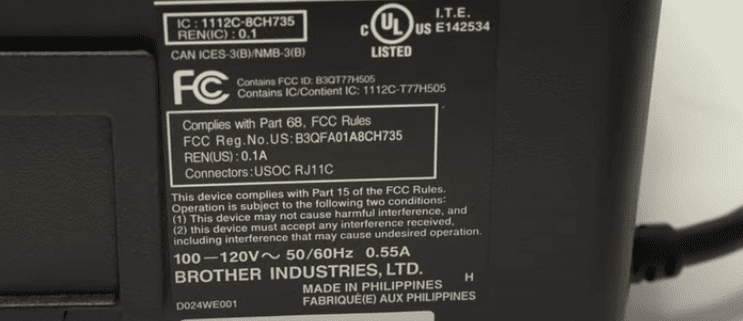 IC : 1112C-8CH735
REN(IC) : 0.1
CAN ICES-3(B)/NMB-3(B)
C UL US
LISTED
I.T.E.
E142534
FC Contains FCC ID: B3QT77H505
Contains IC/Contient IC: 1112C-T77H505
Complies with Part 68, FCC Rules
FCC Reg.No.US: B3QFA01A8CH735
REN(US) : 0.1A
Connectors : USOC RJ11C
This device complies with Part 15 of the FCC Rules.
Operation is subject to the following two conditions:
(1) This device may not cause harmful interference, and
(2) this device must accept any interference received,
including interference that may cause undesired operation.
100－120V～ 50/60Hz 0.55A
BROTHER INDUSTRIES, LTD.
MADE IN PHILIPPINES H
FABRIQUÉ(E) AUX PHILIPPINES
D024WE001